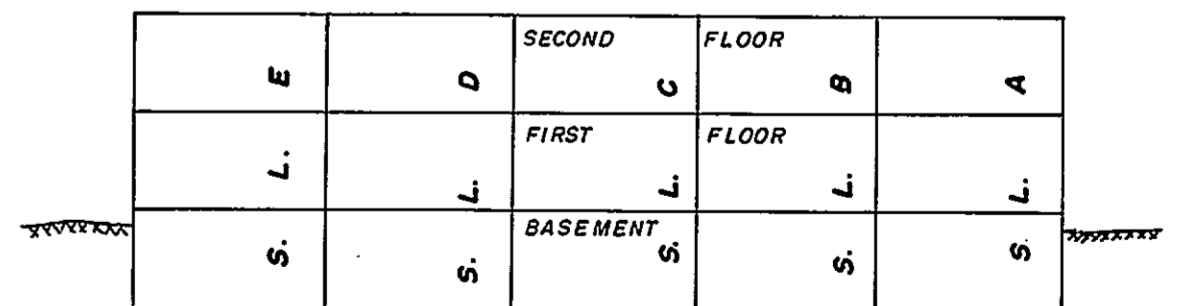 SECOND FLOOR
FIRST FLOOR
BASEMENT
S. L. E
S. L. D
S. L. C
S. L. B
S L. A